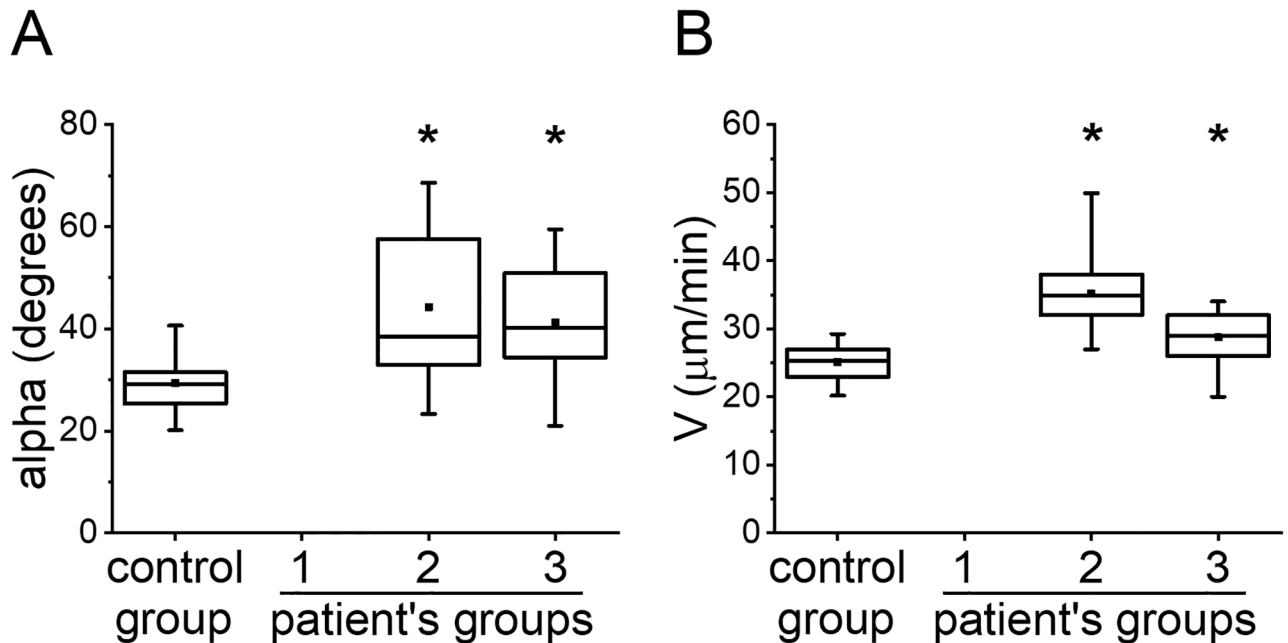 A
alpha (degrees)
80
60
40
20
0
* *
control 1 2 3
group patient's groups
B
V (μm/min)
60
50
40
30
20
10
0
* *
control 1 2 3
group patient's groups